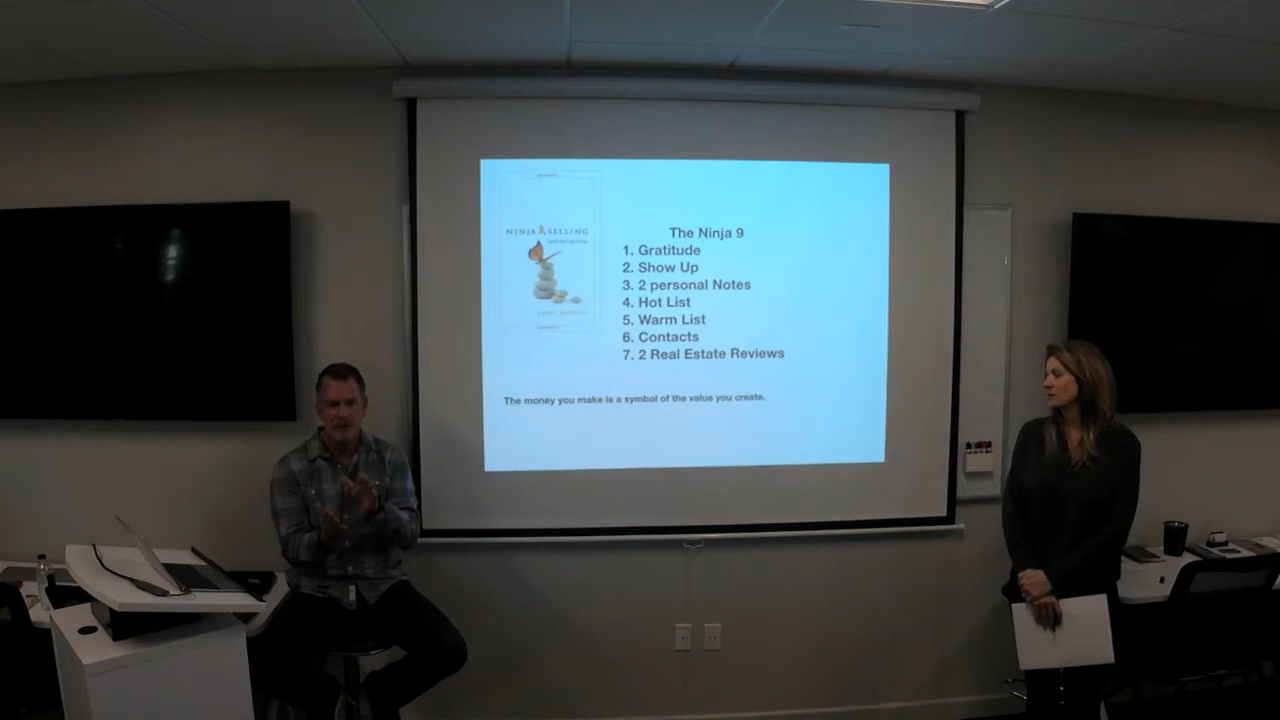 NINJA SELLING
The Ninja 9
1. Gratitude
2. Show Up
3. 2 personal Notes
4. Hot List
5. Warm List
6. Contacts
7. 2 Real Estate Reviews
The money you make is a symbol of the value you create.